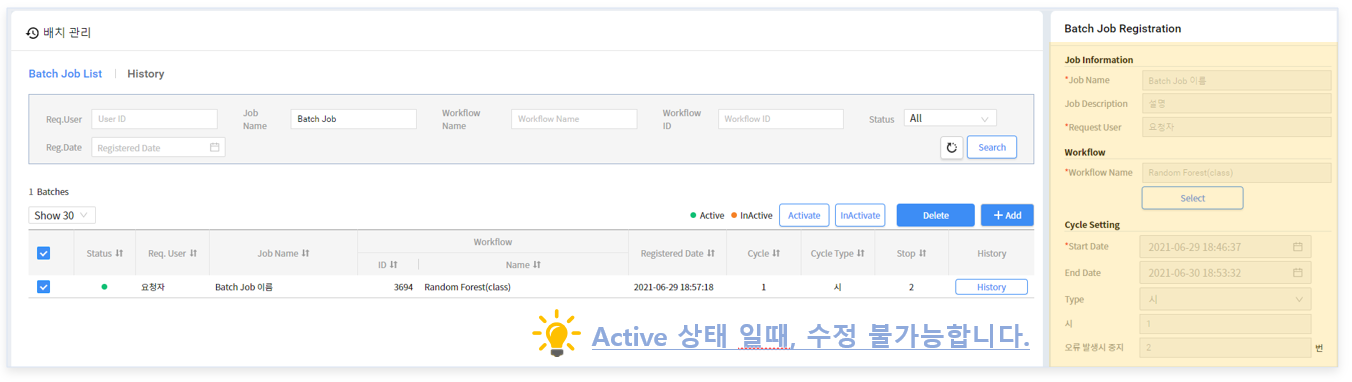 배치 관리
Batch Job List | History
Req.User User ID Job Name Batch Job Workflow Name Workflow Name Workflow ID Workflow ID Status All
Reg.Date Registered Date Search
1 Batches
Show 30 Active InActive Activate InActivate Delete + Add
Status Req. User Job Name Workflow Registered Date Cycle Cycle Type Stop History
ID Name
요청자 Batch Job 이름 3694 Random Forest(class) 2021-06-29 18:57:18 1 시 2 History
Active 상태 일때, 수정 불가능합니다.
Batch Job Registration
Job Information
*Job Name Batch Job 이름
Job Description 설명
*Request User 요청자
Workflow
*Workflow Name Random Forest(class)
Select
Cycle Setting
*Start Date 2021-06-29 18:46:37
End Date 2021-06-30 18:53:32
Type 시
시 1
오류 발생시 중지 2 번